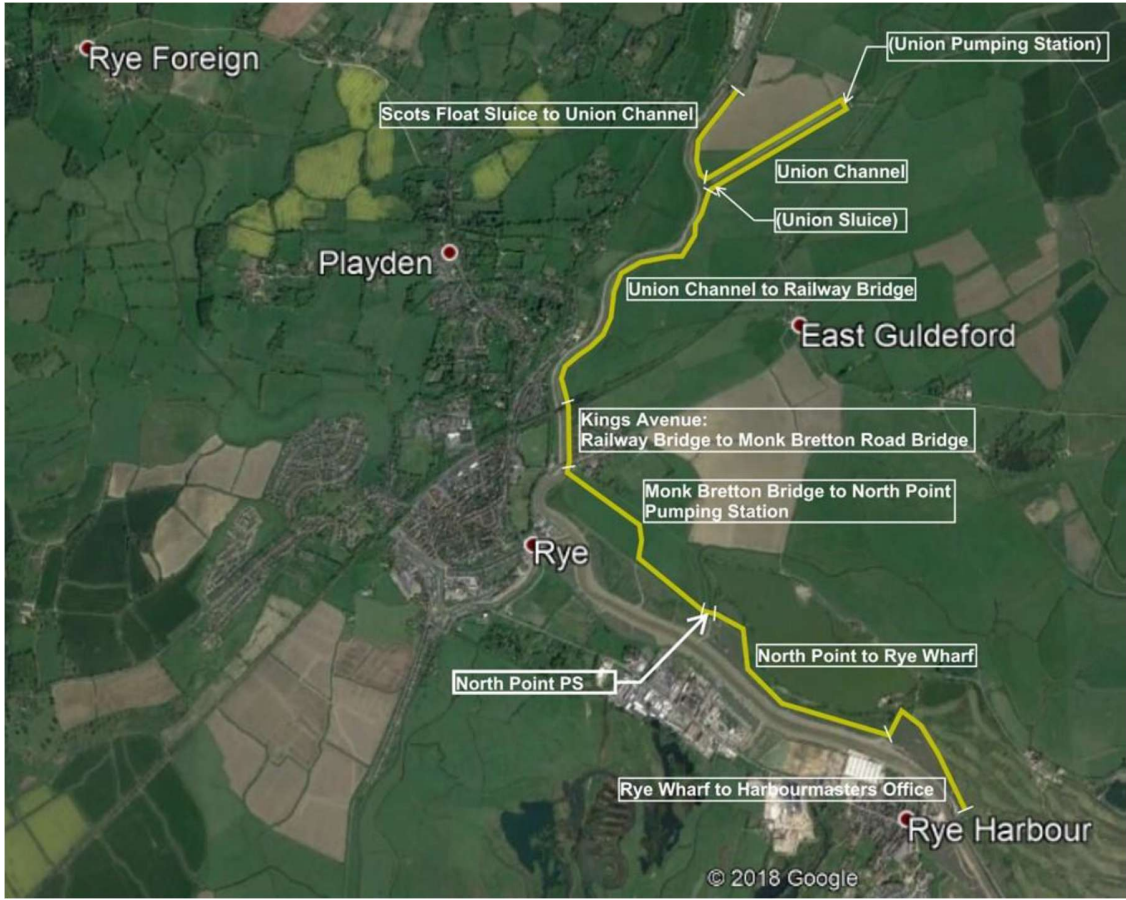 (Union Pumping Station)
Rye Foreign
Scots Float Sluice to Union Channel
Union Channel
(Union Sluice)
Playden
Union Channel to Railway Bridge
East Guldeford
Kings Avenue:
Railway Bridge to Monk Bretton Road Bridge
Monk Bretton Bridge to North Point
Pumping Station
Rye
North Point to Rye Wharf
North Point PS
Rye Wharf to Harbourmasters Office
Rye Harbour
© 2018 Google